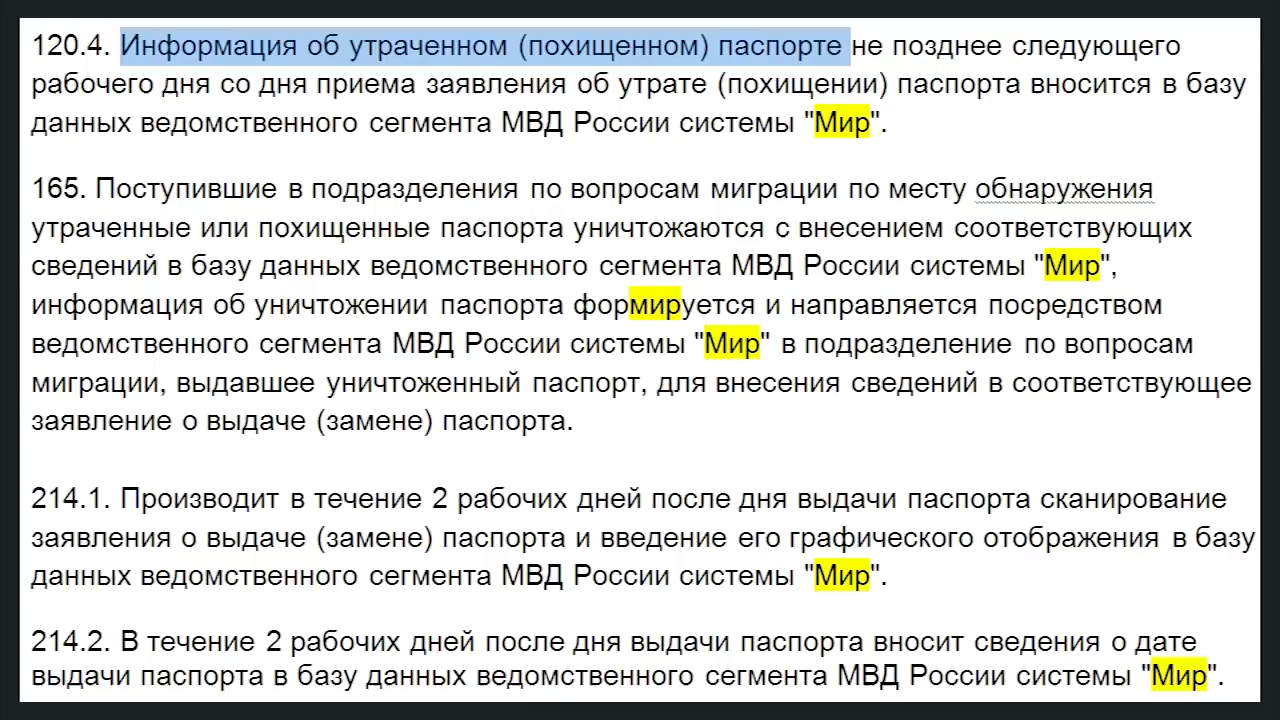 120.4. Информация об утраченном (похищенном) паспорте не позднее следующего
рабочего дня со дня приема заявления об утрате (похищении) паспорта вносится в базу
данных ведомственного сегмента МВД России системы "Мир".
165. Поступившие в подразделения по вопросам миграции по месту обнаружения
утраченные или похищенные паспорта уничтожаются с внесением соответствующих
сведений в базу данных ведомственного сегмента МВД России системы "Мир",
информация об уничтожении паспорта формируется и направляется посредством
ведомственного сегмента МВД России системы "Мир" в подразделение по вопросам
миграции, выдавшее уничтоженный паспорт, для внесения сведений в соответствующее
заявление о выдаче (замене) паспорта.
214.1. Производит в течение 2 рабочих дней после дня выдачи паспорта сканирование
заявления о выдаче (замене) паспорта и введение его графического отображения в базу
данных ведомственного сегмента МВД России системы "Мир".
214.2. В течение 2 рабочих дней после дня выдачи паспорта вносит сведения о дате
выдачи паспорта в базу данных ведомственного сегмента МВД России системы "Мир".